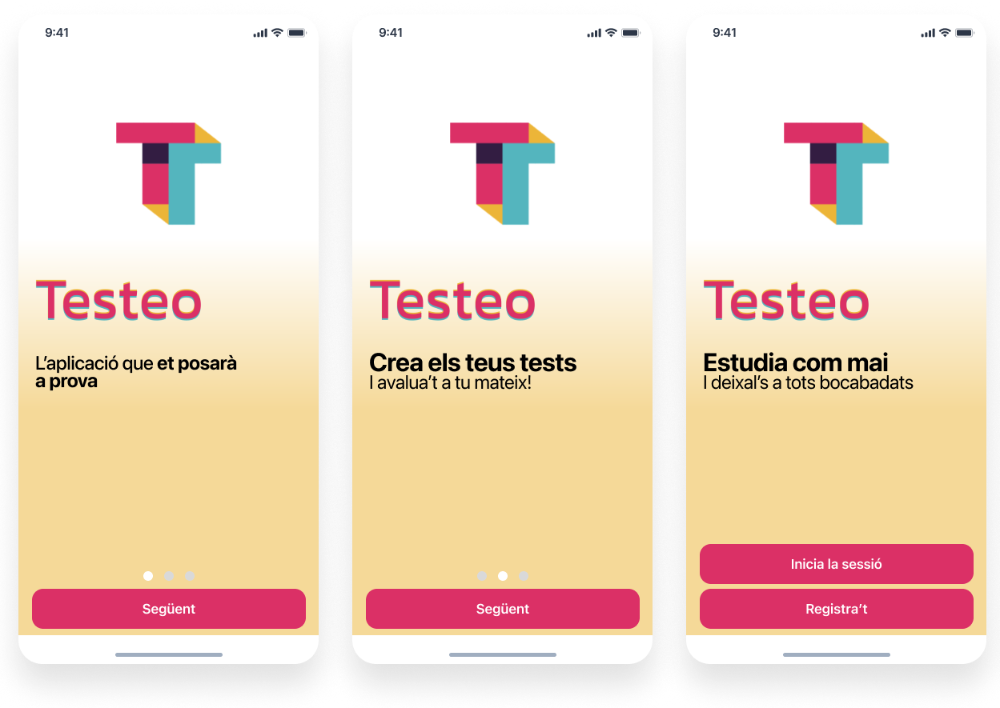 9:41
Testeo
L’aplicació que et posarà
a prova
Següent
9:41
Testeo
Crea els teus tests
I avalua’t a tu mateix!
Següent
9:41
Testeo
Estudia com mai
I deixal’s a tots bocabadats
Inicia la sessió
Registra’t